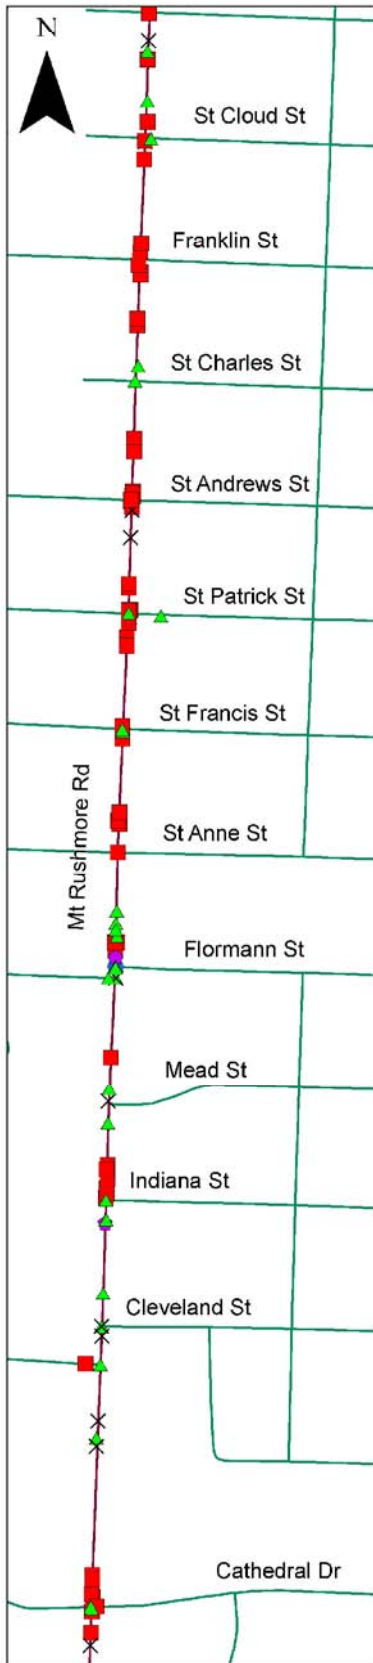 N
St Cloud St
Franklin St
St Charles St
St Andrews St
St Patrick St
St Francis St
Mt Rushmore Rd
St Anne St
Flormann St
Mead St
Indiana St
Cleveland St
Cathedral Dr